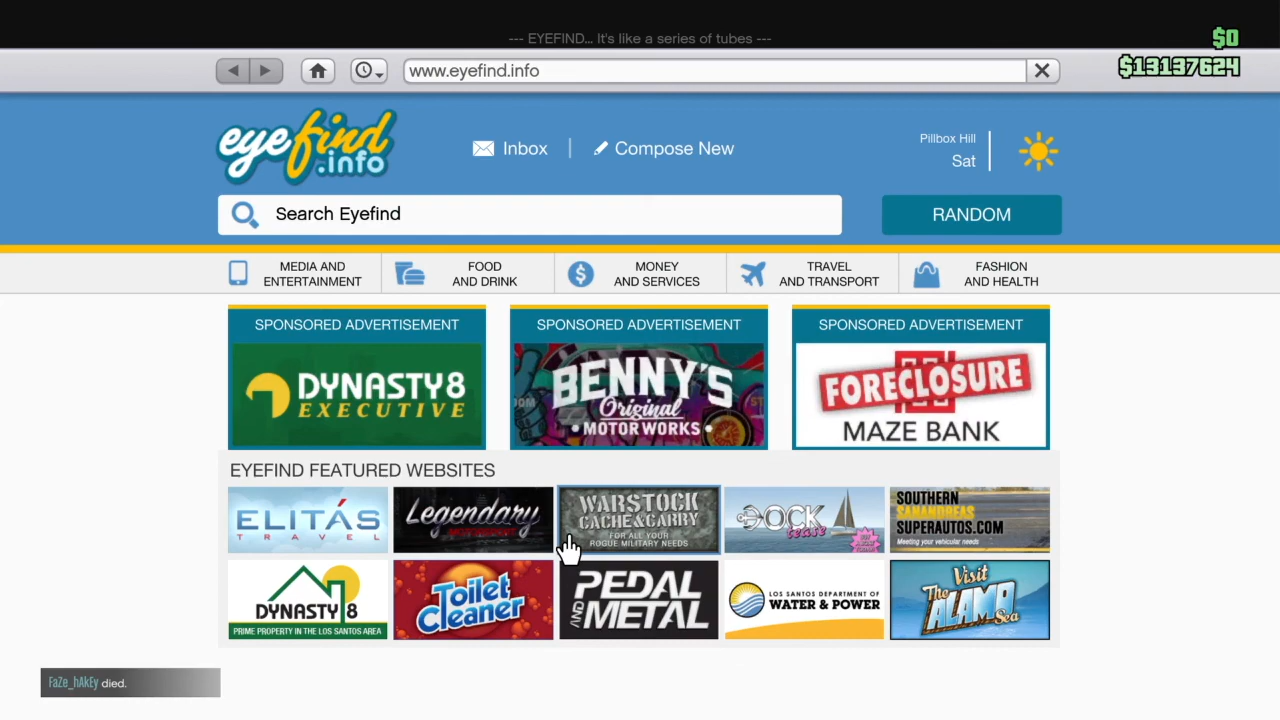 --- EYEFIND... It's like a series of tubes ---
$0
$13137624
www.eyefind.info
eyefind
.info
Inbox
Compose New
Pillbox Hill
Sat
Search Eyefind
RANDOM
MEDIA AND
ENTERTAINMENT
FOOD
AND DRINK
MONEY
AND SERVICES
TRAVEL
AND TRANSPORT
FASHION
AND HEALTH
SPONSORED ADVERTISEMENT
DYNASTY 8
EXECUTIVE
SPONSORED ADVERTISEMENT
BENNY'S
Original
MOTOR WORKS
SPONSORED ADVERTISEMENT
FORECLOSURE
MAZE BANK
EYEFIND FEATURED WEBSITES
ELITÁS
TRAVEL
Legendary
WARSTOCK
CACHE&CARRY
FOR ALL YOUR
ROGUE MILITARY NEEDS
DOCK
tease
SOUTHERN
SANANDREAS
SUPERAUTOS.COM
Meeting your vehicular needs
DYNASTY 8
PRIME PROPERTY IN THE LOS SANTOS AREA
Toilet
Cleaner
PEDAL
AND METAL
LOS SANTOS DEPARTMENT OF
WATER & POWER
Visit
The
ALAMO
Sea
FaZe_hAkEy died.